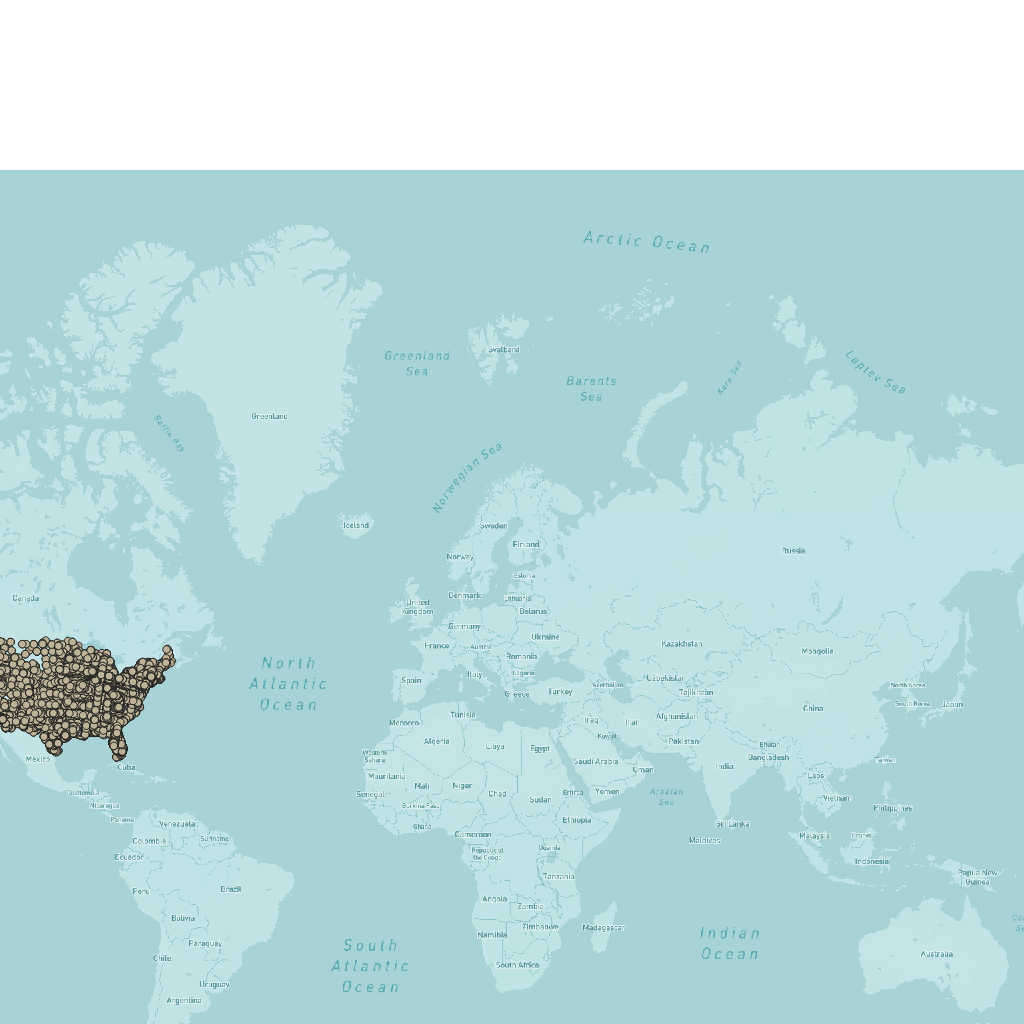 Arctic Ocean
Greenland
Sea
Svalbard
Barents
Sea
Kara Sea
Laptev Sea
Greenland
Baffin Bay
Norwegian Sea
Iceland
Sweden
Finland
Norway
Russia
Estonia
Canada
United
Kingdom
Denmark
Lithuania
Belarus
Germany
Ukraine
France
Austria
Kazakhstan
Mongolia
Romania
North
Atlantic
Ocean
Spain
Italy
Bulgaria
Uzbekistan
Azerbaijan
Greece
Turkey
Tajikistan
North Korea
South Korea
Japan
China
Morocco
Tunisia
Iraq
Iran
Afghanistan
Kuwait
Pakistan
Algeria
Libya
Egypt
Western
Sahara
Mexico
Cuba
Saudi Arabia
Oman
Bhutan
Bangladesh
Taiwan
India
Laos
Mauritania
Mali
Niger
Chad
Sudan
Eritrea
Yemen
Arabian
Sea
Vietnam
Philippines
Guatemala
Nicaragua
Senegal
Burkina Faso
Panama
Venezuela
Ghana
Ethiopia
Sri Lanka
Colombia
Suriname
Cameroon
Maldives
Malaysia
Brunei
Ecuador
Republic of
the Congo
Uganda
Indonesia
Peru
Brazil
Tanzania
Papua New
Guinea
Angola
Zambia
Bolivia
Zimbabwe
Madagascar
Namibia
Paraguay
Indian
Ocean
South
Atlantic
Ocean
Chile
South Africa
Australia
Uruguay
Argentina